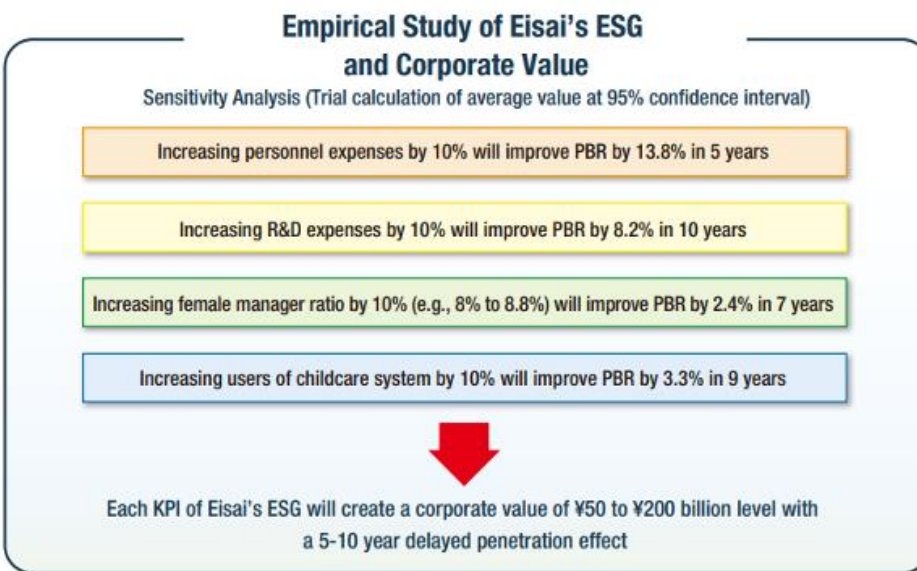 Empirical Study of Eisai's ESG
and Corporate Value
Sensitivity Analysis (Trial calculation of average value at 95% confidence interval)
Increasing personnel expenses by 10% will improve PBR by 13.8% in 5 years
Increasing R&D expenses by 10% will improve PBR by 8.2% in 10 years
Increasing female manager ratio by 10% (e.g., 8% to 8.8%) will improve PBR by 2.4% in 7 years
Increasing users of childcare system by 10% will improve PBR by 3.3% in 9 years
Each KPI of Eisai's ESG will create a corporate value of ¥50 to ¥200 billion level with
a 5-10 year delayed penetration effect